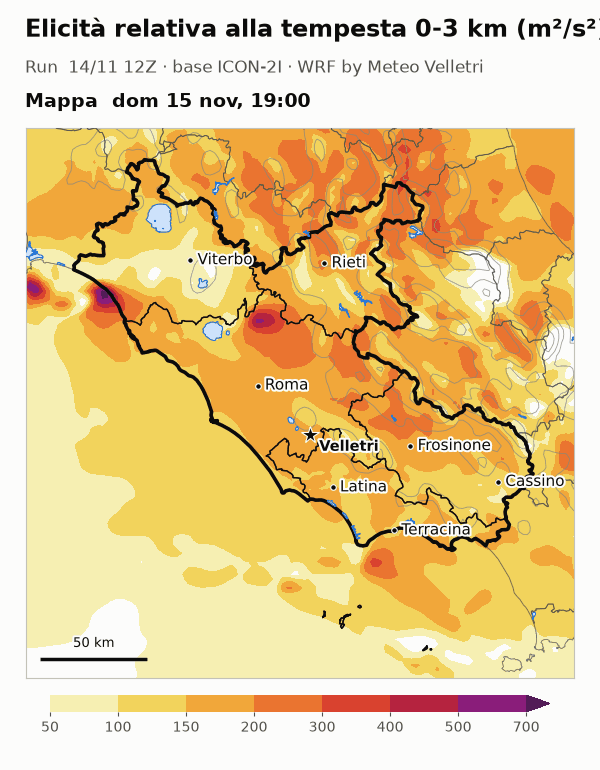 Elicità relativa alla tempesta 0-3 km (m²/s²)
Run 14/11 12Z · base ICON-2I · WRF by Meteo Velletri
Mappa dom 15 nov, 19:00
Viterbo
Rieti
Roma
Velletri
Frosinone
Cassino
Latina
Terracina
50 km
50 100 150 200 300 400 500 700